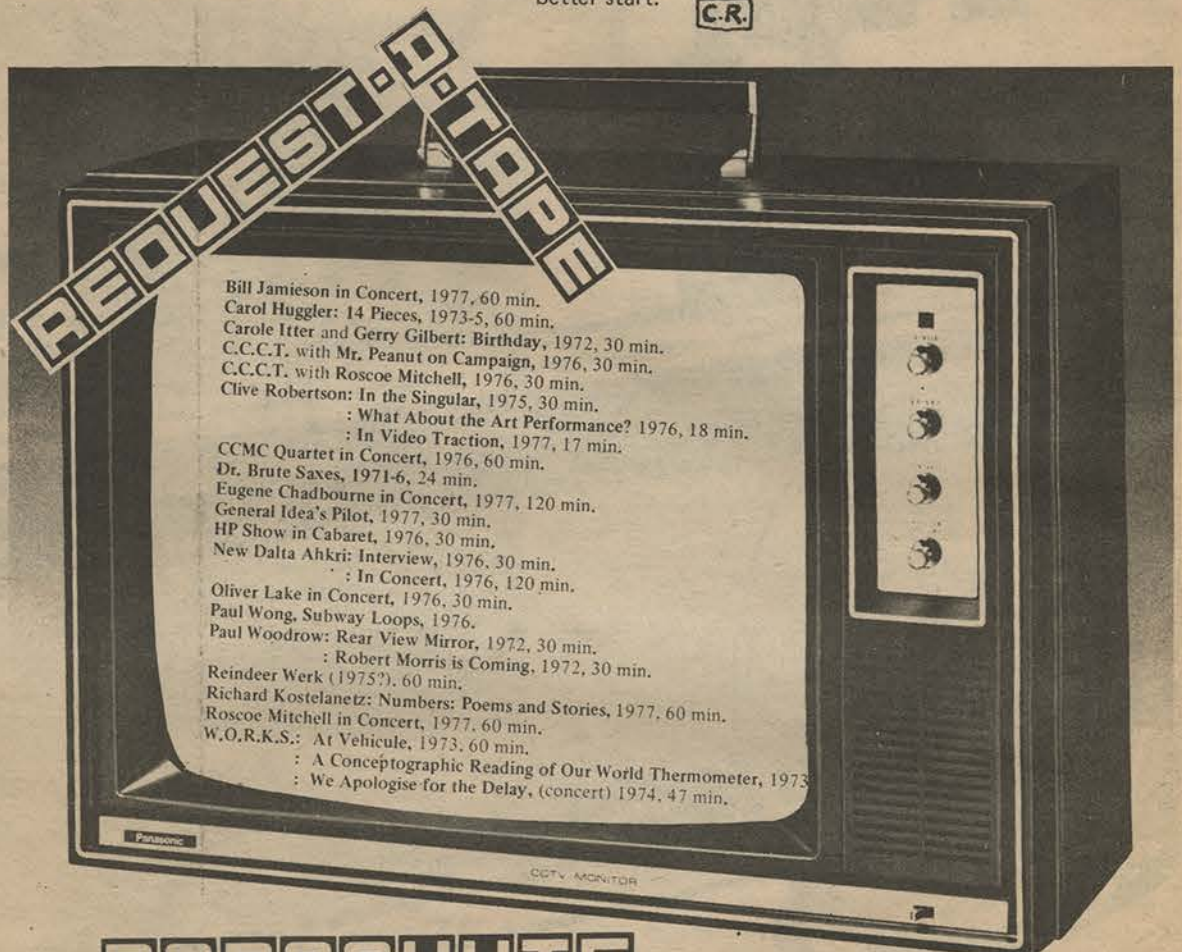 better start.
C.R.
REQUEST·A·TAPE
Bill Jamieson in Concert, 1977, 60 min.
Carol Huggler: 14 Pieces, 1973-5, 60 min.
Carole Itter and Gerry Gilbert: Birthday, 1972, 30 min.
C.C.C.T. with Mr. Peanut on Campaign, 1976, 30 min.
C.C.C.T. with Roscoe Mitchell, 1976, 30 min.
Clive Robertson: In the Singular, 1975, 30 min.
: What About the Art Performance? 1976, 18 min.
: In Video Traction, 1977, 17 min.
CCMC Quartet in Concert, 1976, 60 min.
Dr. Brute Saxes, 1971-6, 24 min.
Eugene Chadbourne in Concert, 1977, 120 min.
General Idea's Pilot, 1977, 30 min.
HP Show in Cabaret, 1976, 30 min.
New Dalta Ahkri: Interview, 1976, 30 min.
: In Concert, 1976, 120 min.
Oliver Lake in Concert, 1976, 30 min.
Paul Wong, Subway Loops, 1976.
Paul Woodrow: Rear View Mirror, 1972, 30 min.
: Robert Morris is Coming, 1972, 30 min.
Reindeer Werk (1975?). 60 min.
Richard Kostelanetz: Numbers: Poems and Stories, 1977, 60 min.
Roscoe Mitchell in Concert, 1977, 60 min.
W.O.R.K.S.: At Vehicule, 1973, 60 min.
: A Conceptographic Reading of Our World Thermometer, 1973
: We Apologise for the Delay, (concert) 1974, 47 min.
Panasonic
CCTV MONITOR